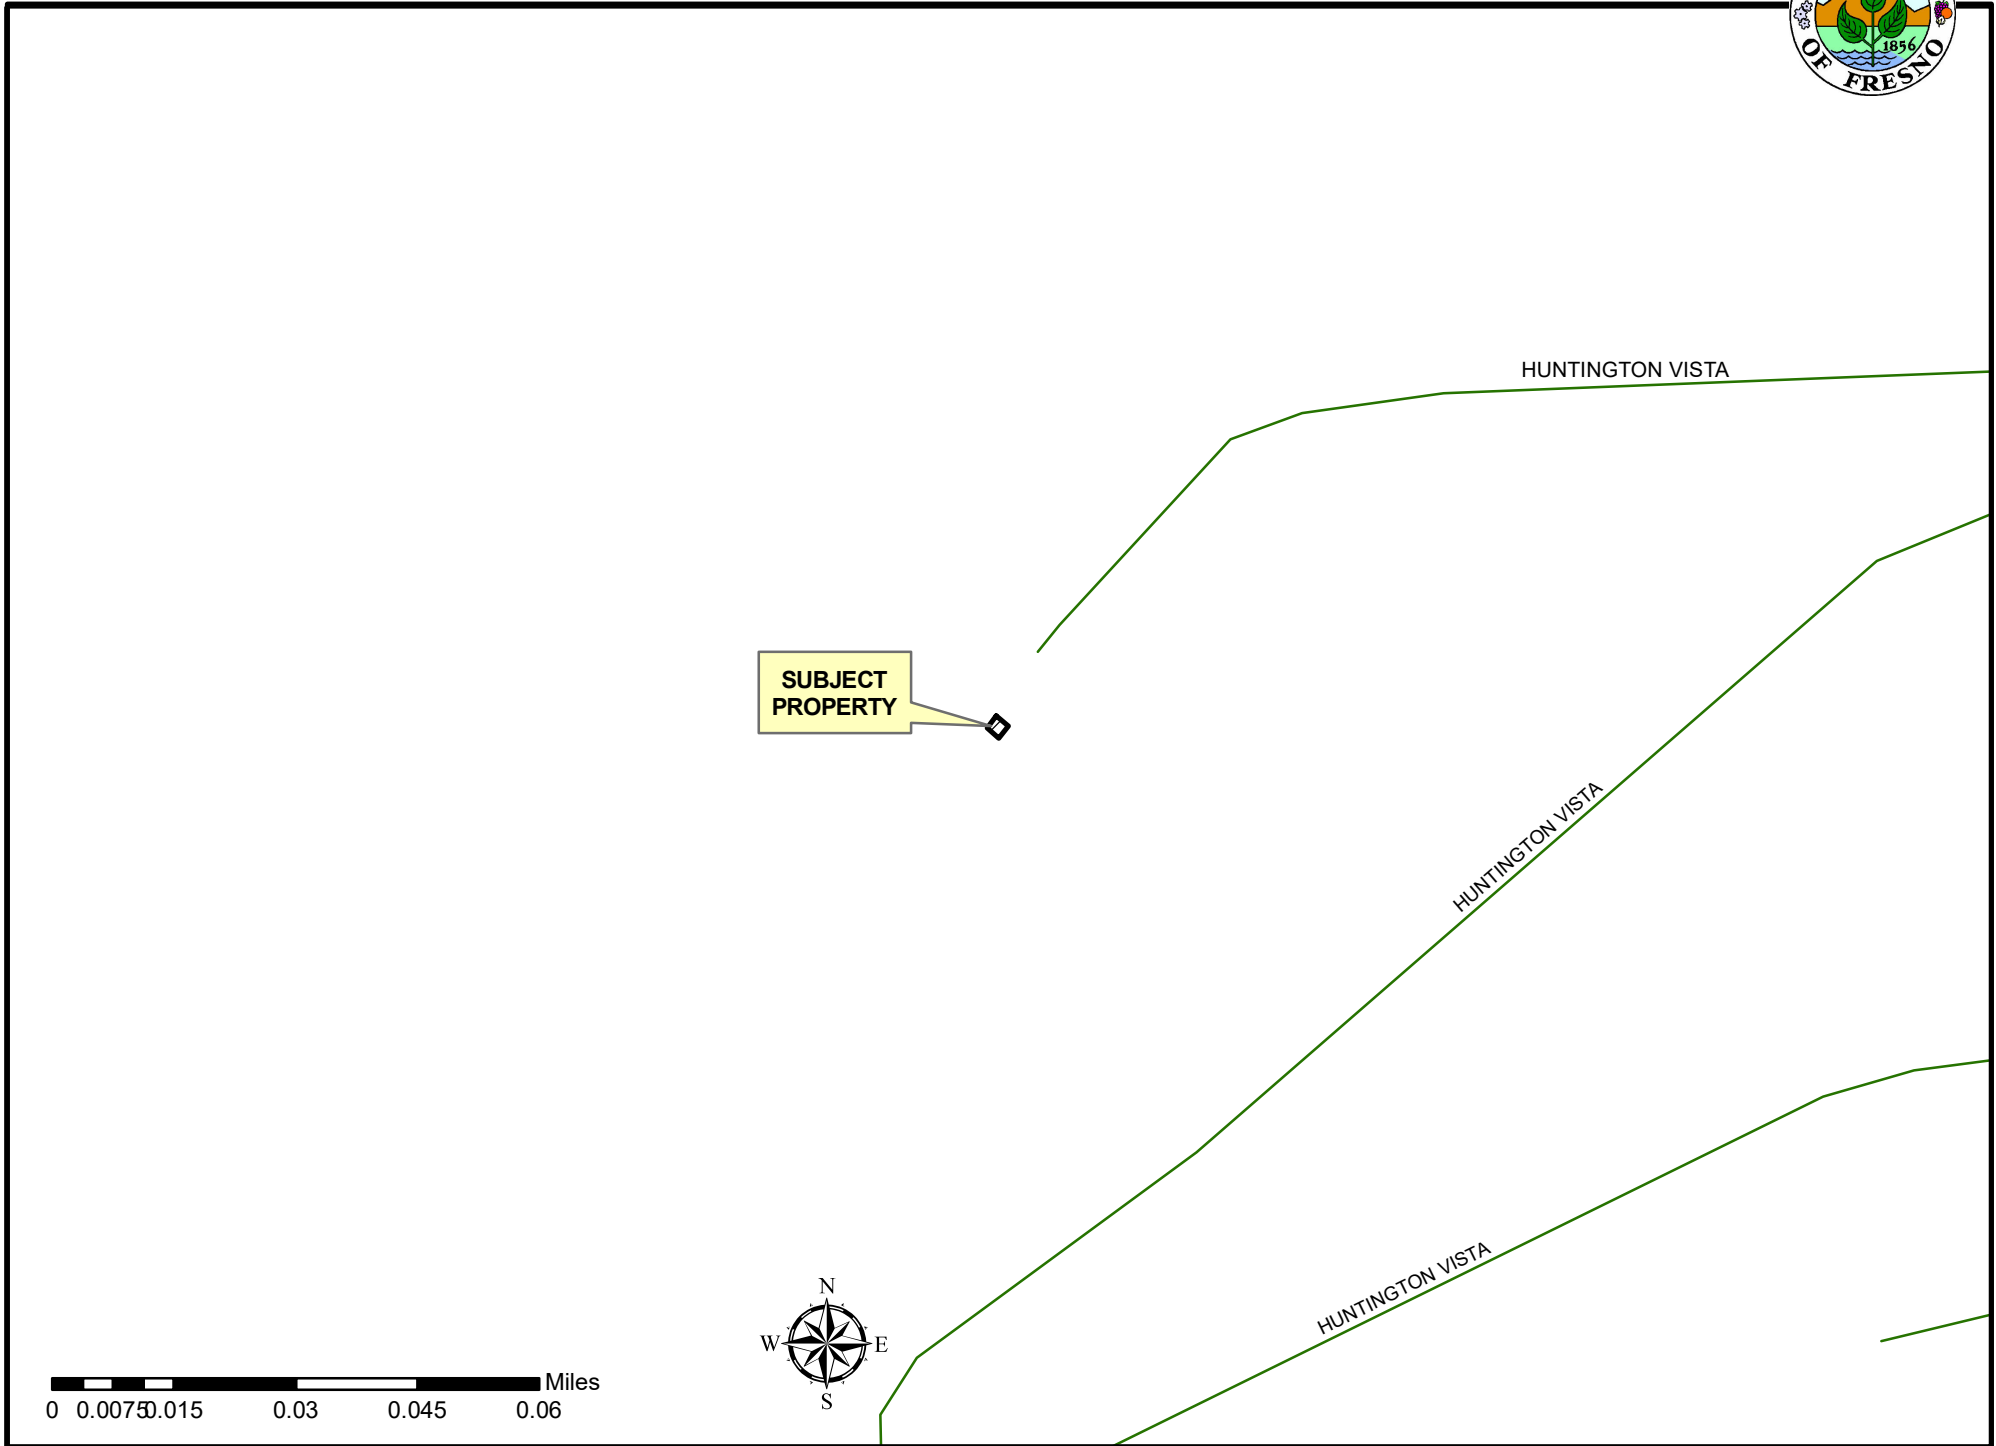 1856
OF FRESNO
HUNTINGTON VISTA
SUBJECT
PROPERTY
HUNTINGTON VISTA
HUNTINGTON VISTA
N
W E
S
Miles
0 0.0075 0.015 0.03 0.045 0.06